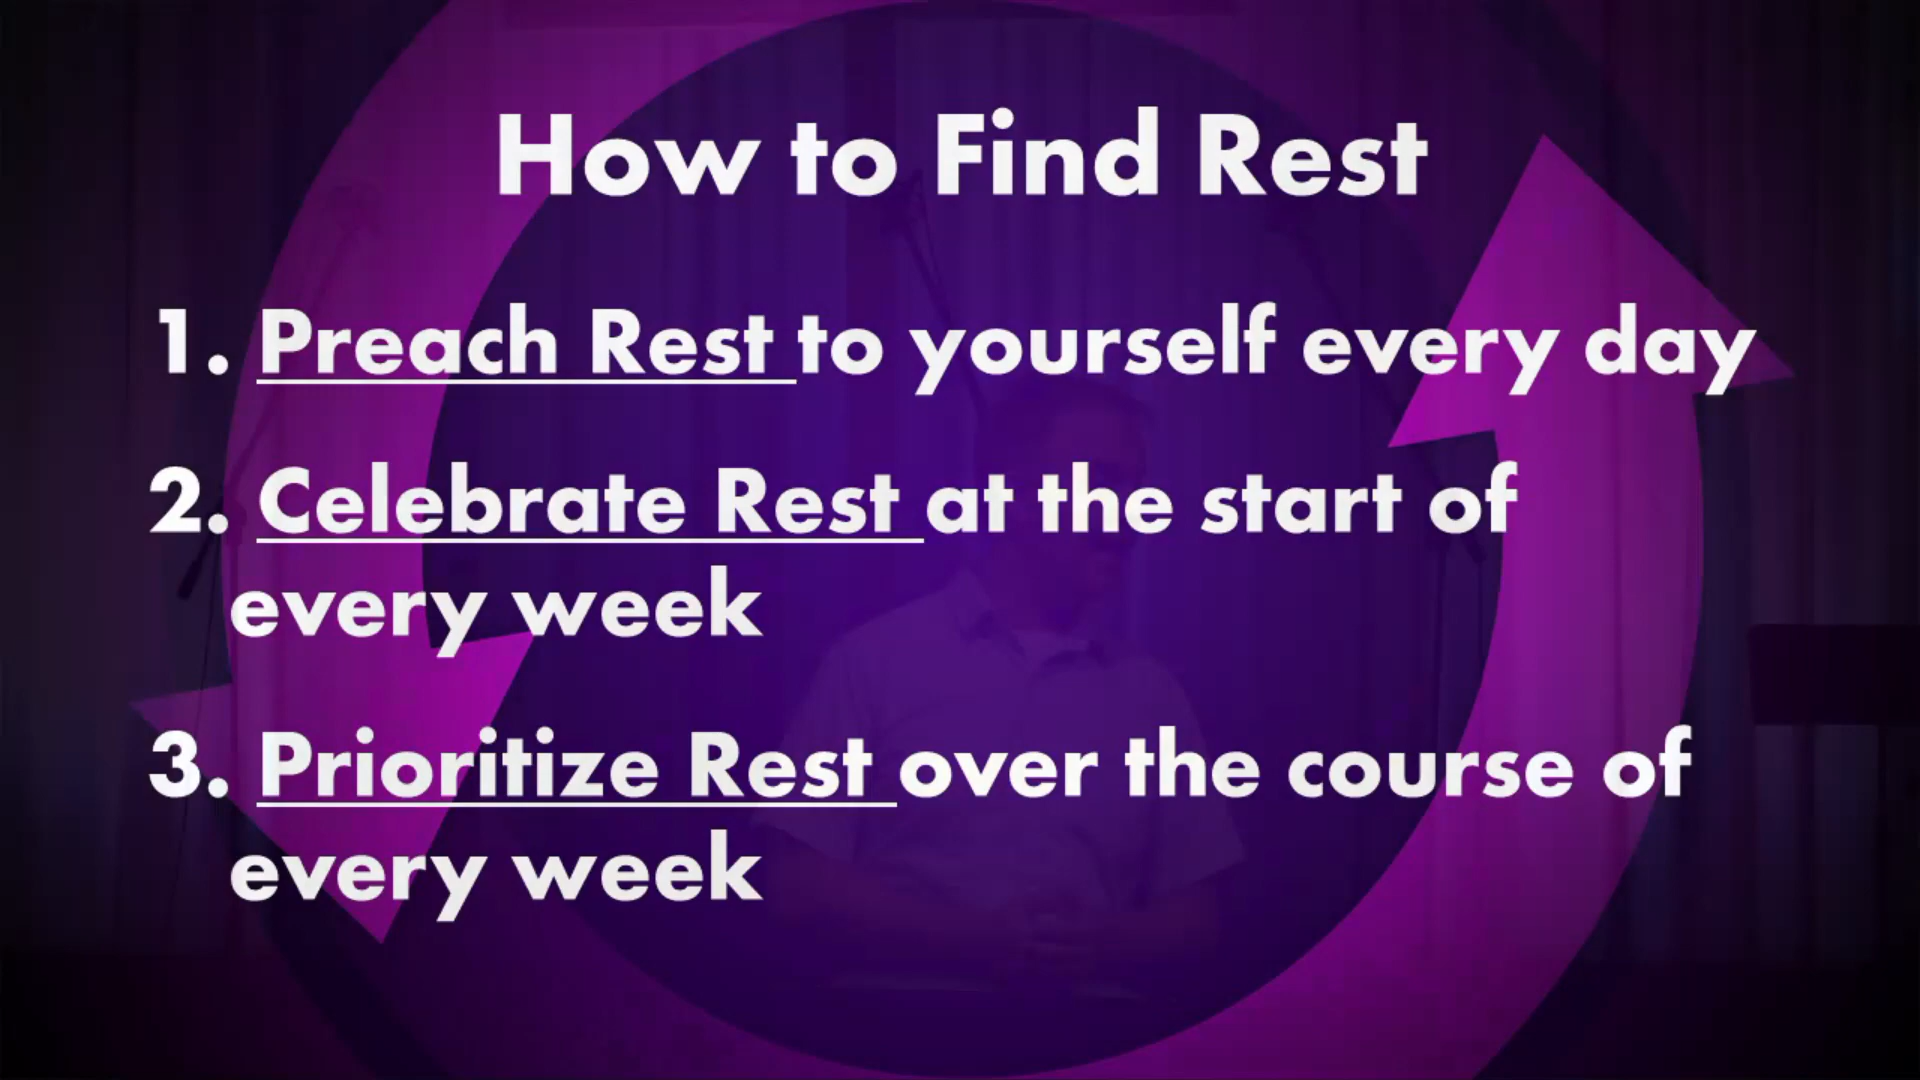 How to Find Rest
1. Preach Rest to yourself every day
2. Celebrate Rest at the start of
every week
3. Prioritize Rest over the course of
every week